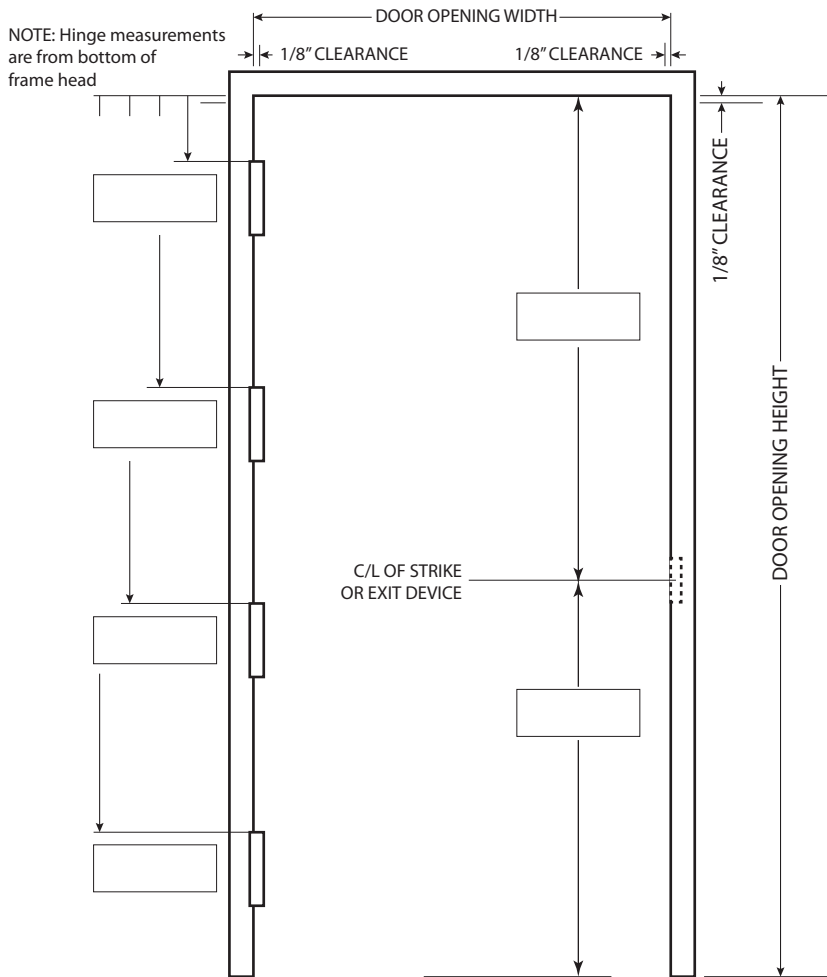 DOOR OPENING WIDTH
NOTE: Hinge measurements
are from bottom of
frame head
1/8” CLEARANCE
1/8” CLEARANCE
1/8” CLEARANCE
DOOR OPENING HEIGHT
C/L OF STRIKE
OR EXIT DEVICE